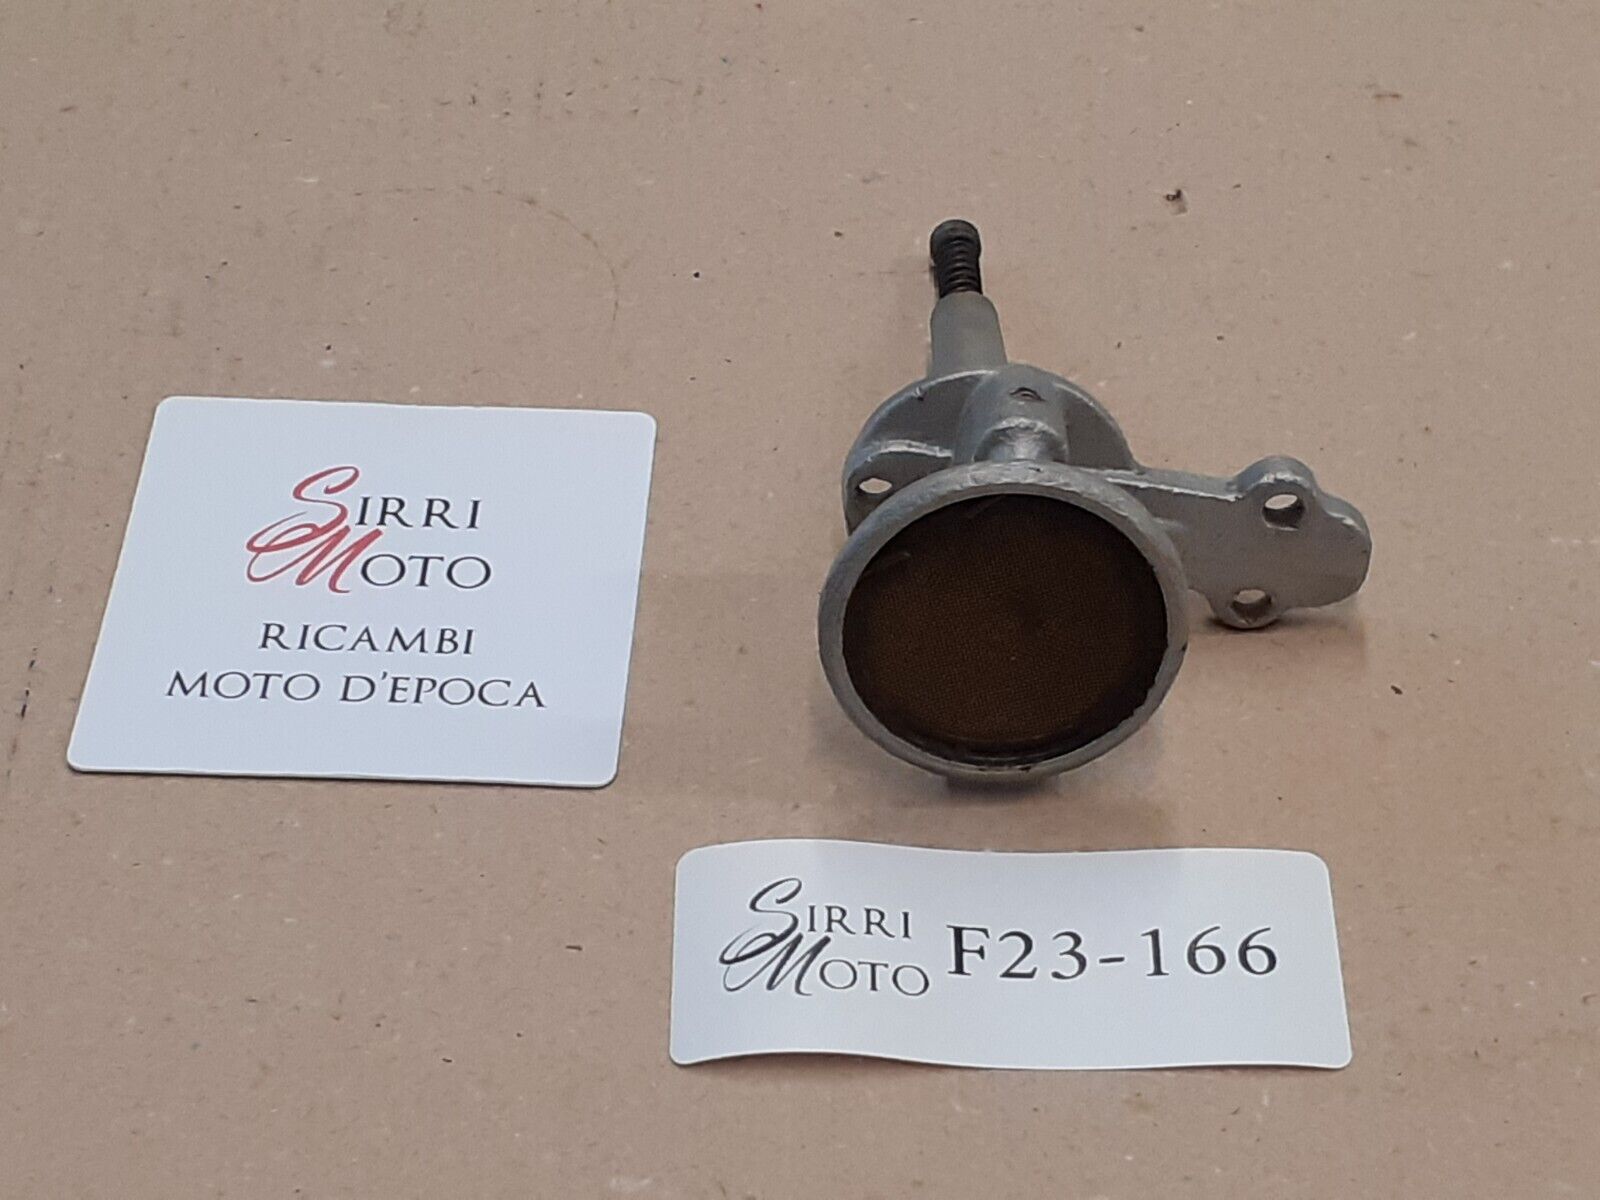 SIRRI
MOTO
RICAMBI
MOTO D'EPOCA
SIRRI
MOTO
F23-166